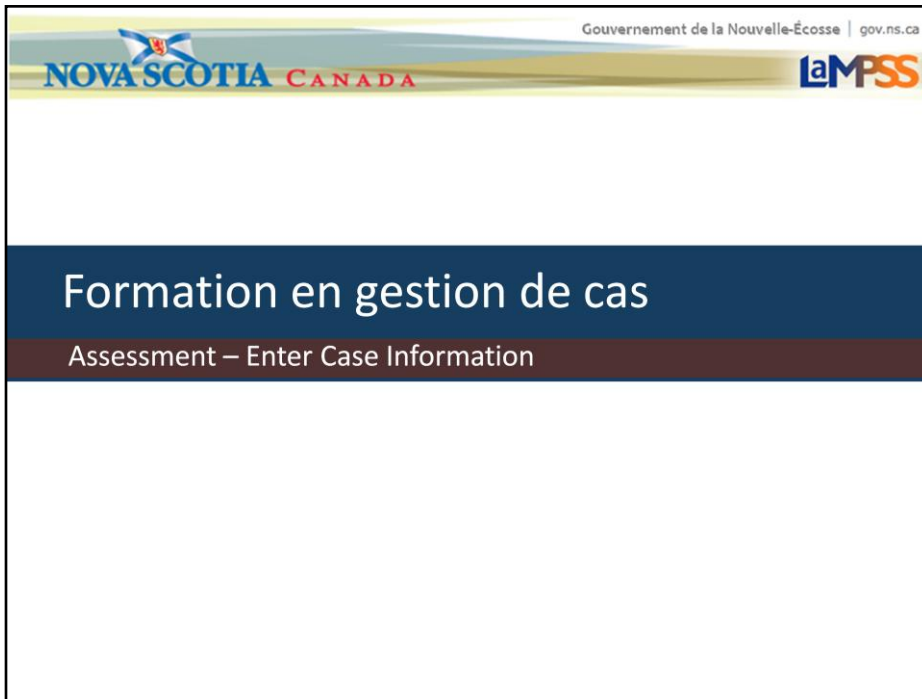 Gouvernement de la Nouvelle-Écosse | gov.ns.ca
NOVA SCOTIA CANADA
LaMPSS
Formation en gestion de cas
Assessment – Enter Case Information